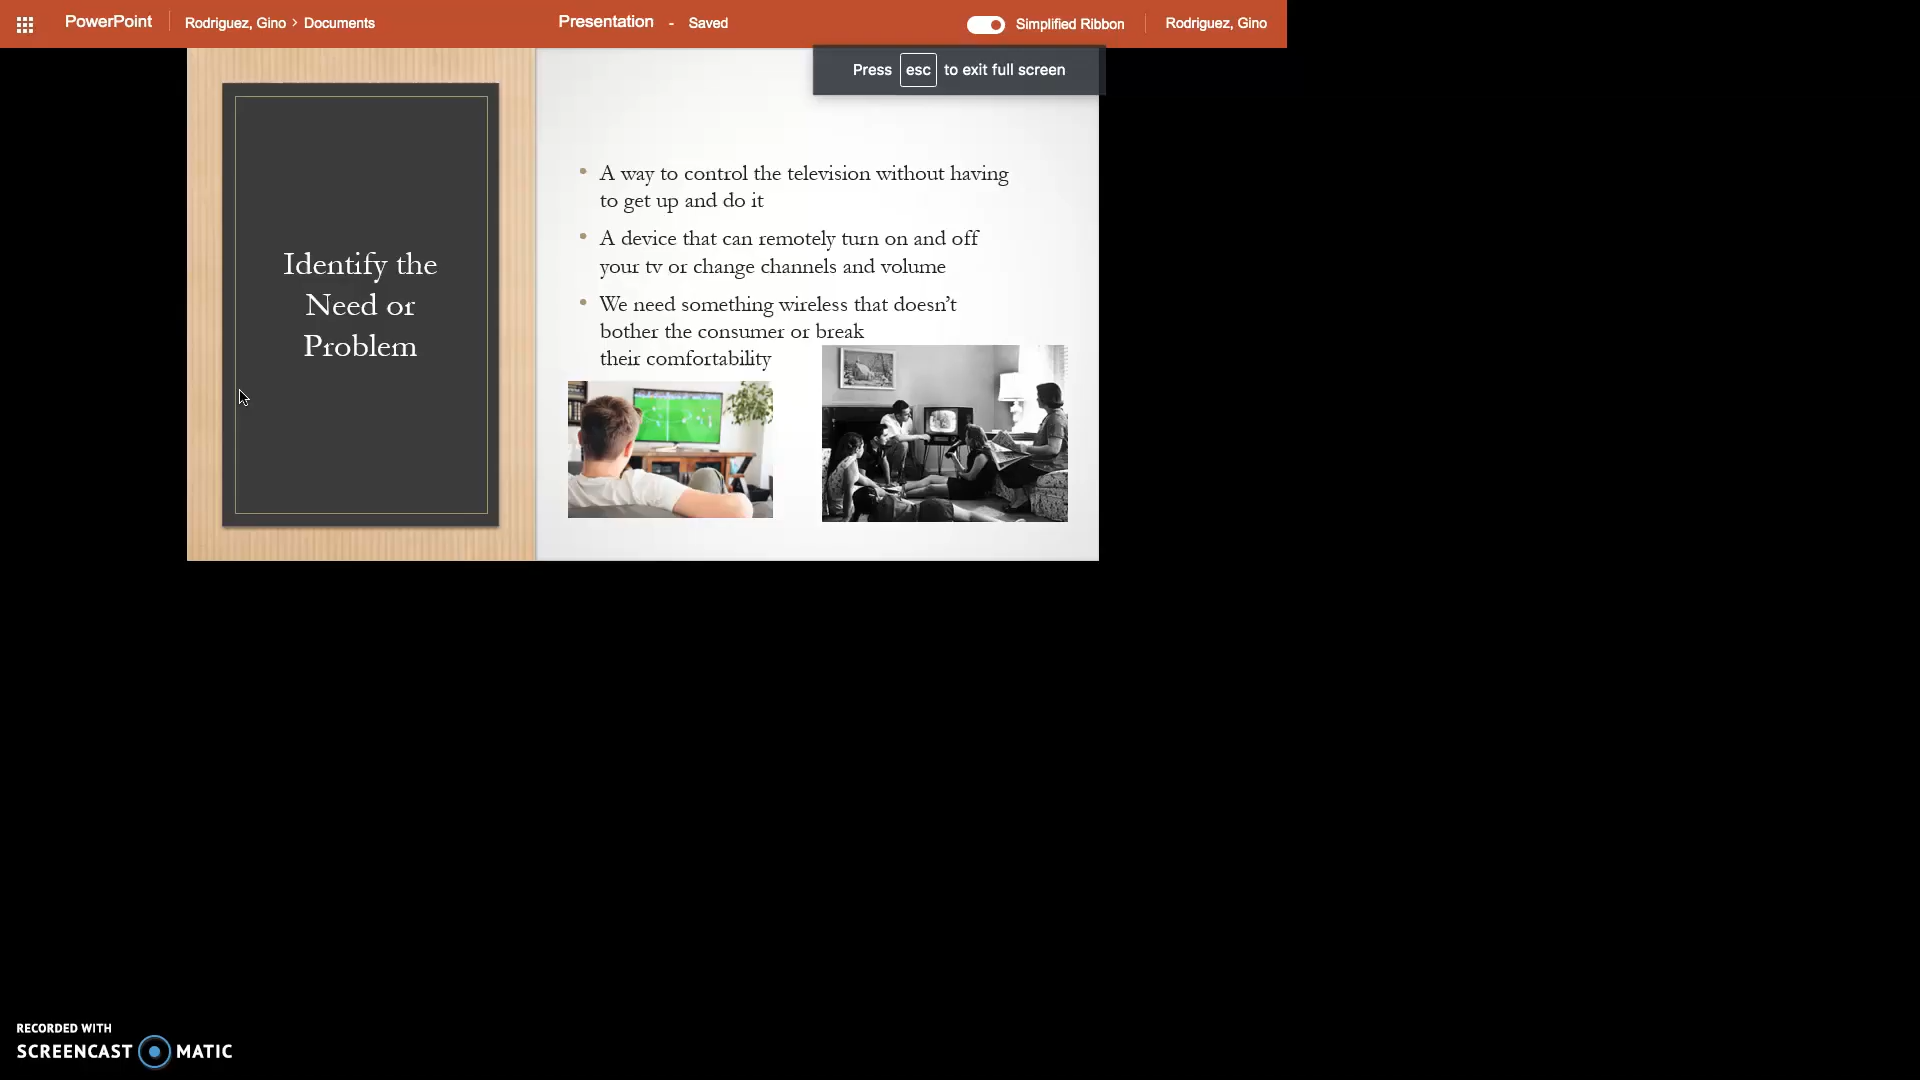 PowerPoint
Rodriguez, Gino > Documents
Presentation - Saved
Simplified Ribbon
Rodriguez, Gino
Press esc to exit full screen
Identify the
Need or
Problem
• A way to control the television without having
to get up and do it
• A device that can remotely turn on and off
your tv or change channels and volume
• We need something wireless that doesn’t
bother the consumer or break
their comfortability
RECORDED WITH
SCREENCAST MATIC